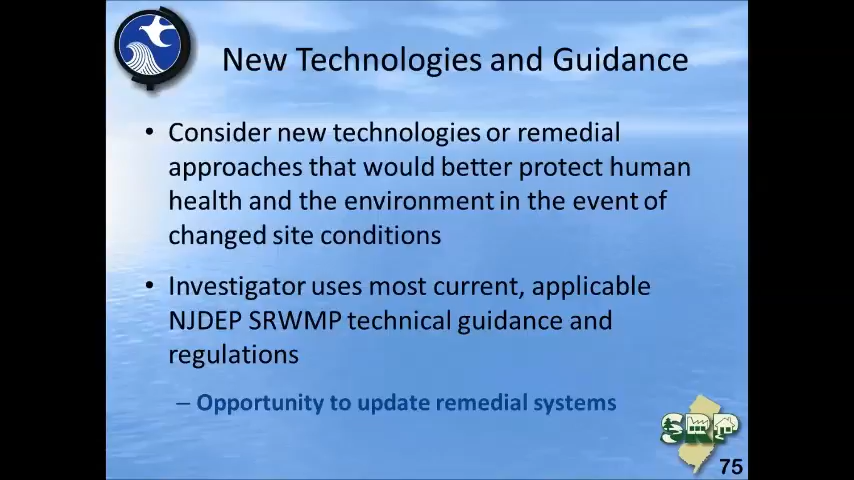 New Technologies and Guidance
• Consider new technologies or remedial
approaches that would better protect human
health and the environment in the event of
changed site conditions
• Investigator uses most current, applicable
NJDEP SRWMP technical guidance and
regulations
– Opportunity to update remedial systems
SRP
75